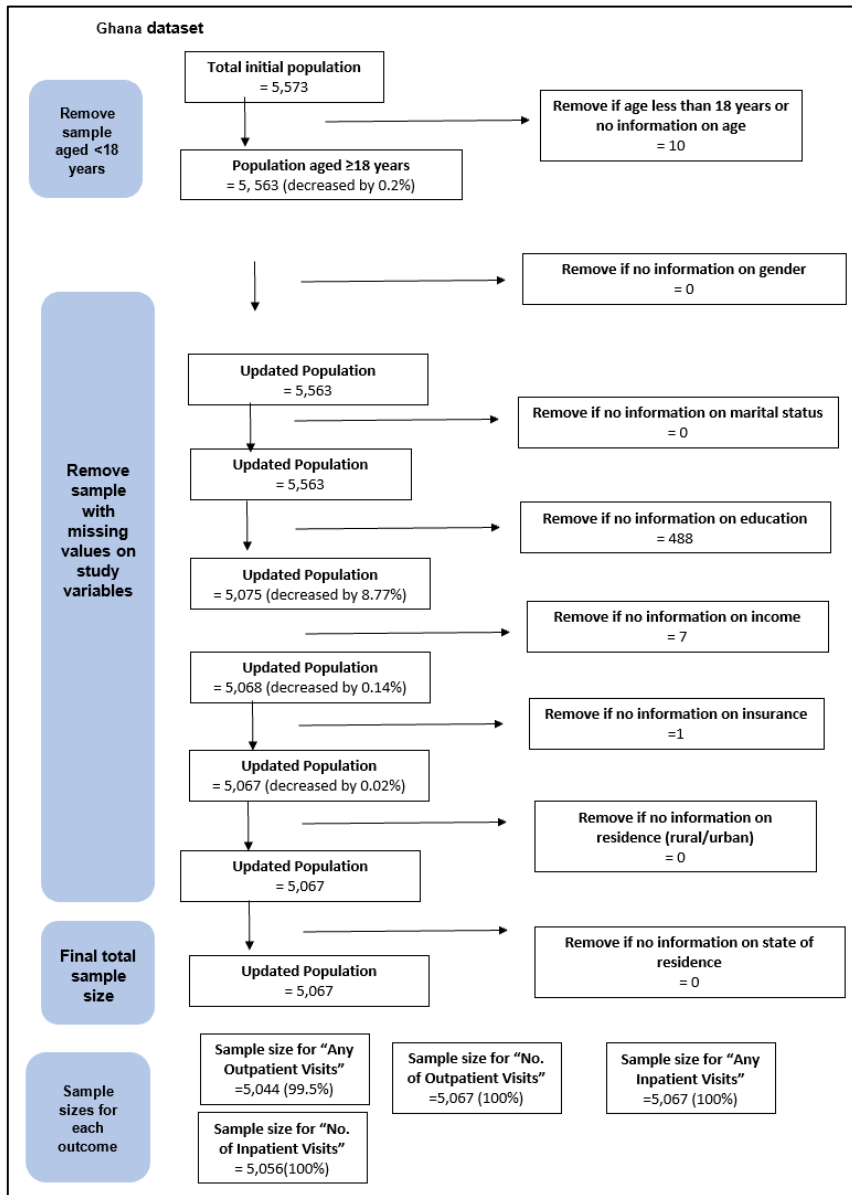 Ghana dataset
Total initial population
= 5,573
Remove
sample
aged <18
years
Remove if age less than 18 years or
no information on age
= 10
Population aged ≥18 years
= 5, 563 (decreased by 0.2%)
Remove if no information on gender
= 0
Remove
sample
with
missing
values on
study
variables
Updated Population
= 5,563
Remove if no information on marital status
= 0
Updated Population
= 5,563
Remove if no information on education
= 488
Updated Population
= 5,075 (decreased by 8.77%)
Remove if no information on income
= 7
Updated Population
= 5,068 (decreased by 0.14%)
Remove if no information on insurance
=1
Updated Population
= 5,067 (decreased by 0.02%)
Remove if no information on
residence (rural/urban)
= 0
Updated Population
= 5,067
Final total
sample
size
Remove if no information on state of
residence
= 0
Updated Population
= 5,067
Sample
sizes for
each
outcome
Sample size for “Any
Outpatient Visits”
=5,044 (99.5%)
Sample size for “No.
of Outpatient Visits”
=5,067 (100%)
Sample size for “Any
Inpatient Visits”
=5,067 (100%)
Sample size for “No.
of Inpatient Visits”
= 5,056(100%)